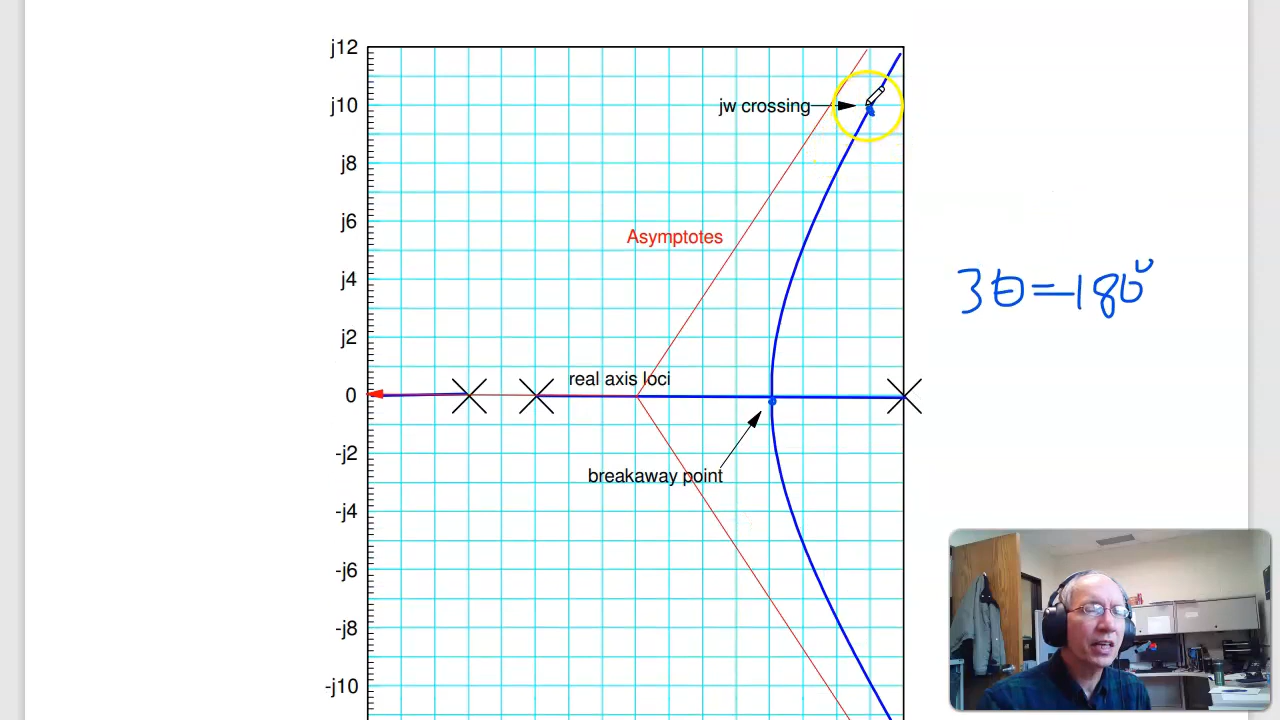 j12
jw crossing
j10
j8
j6
Asymptotes
j4
3θ=-180°
j2
real axis loci
0
-j2
breakaway point
-j4
-j6
-j8
-j10